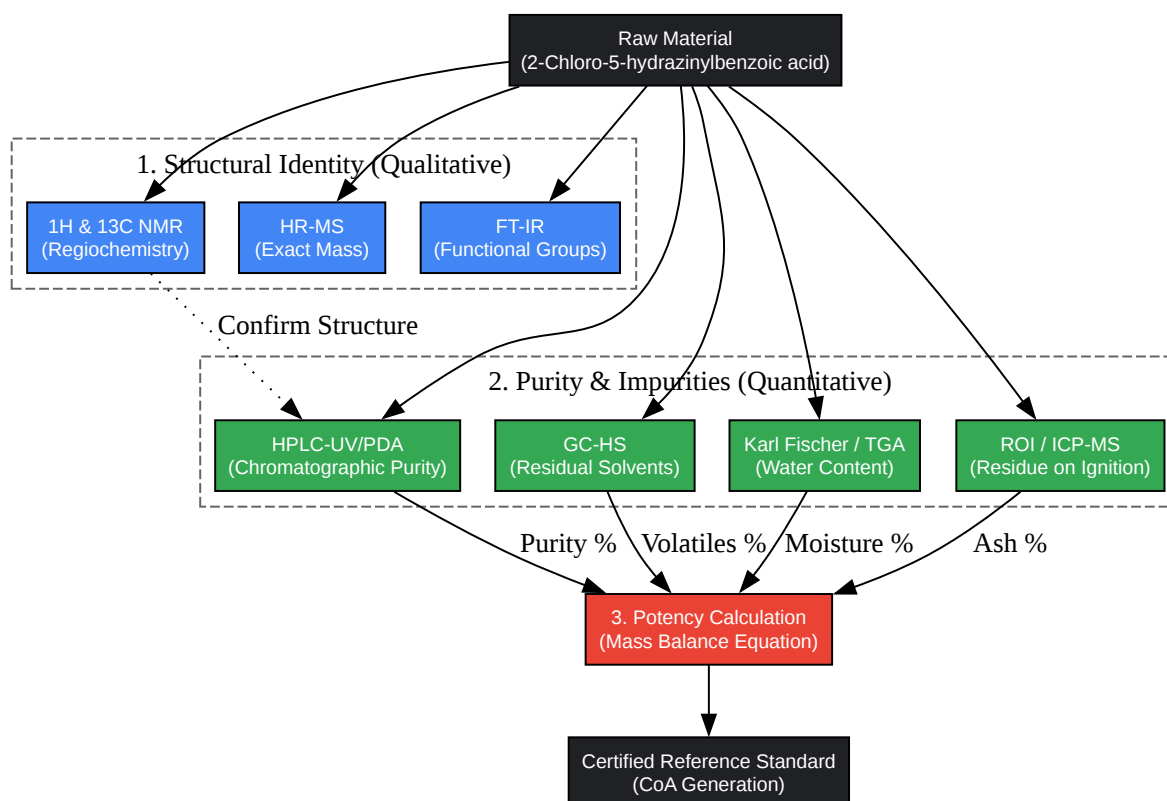 Raw Material
(2-Chloro-5-hydrazinylbenzoic acid)
1. Structural Identity (Qualitative)
1H & 13C NMR
(Regiochemistry)
HR-MS
(Exact Mass)
FT-IR
(Functional Groups)
Confirm Structure
2. Purity & Impurities (Quantitative)
HPLC-UV/PDA
(Chromatographic Purity)
GC-HS
(Residual Solvents)
Karl Fischer / TGA
(Water Content)
ROI / ICP-MS
(Residue on Ignition)
Purity %
Volatiles %
Moisture %
Ash %
3. Potency Calculation
(Mass Balance Equation)
Certified Reference Standard
(CoA Generation)